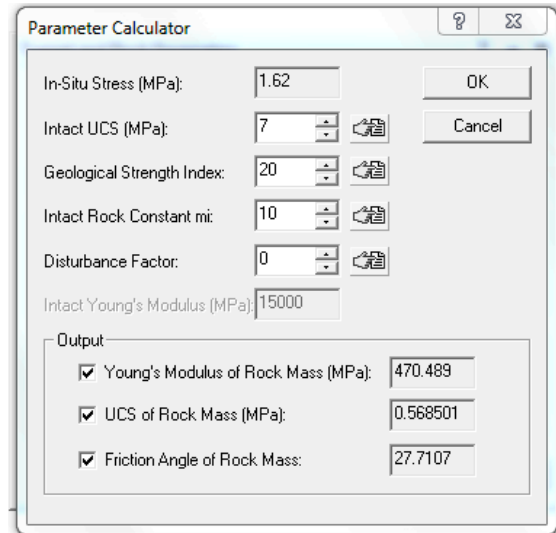 Parameter Calculator
In-Situ Stress (MPa): 1.62 OK
Intact UCS (MPa): 7 Cancel
Geological Strength Index: 20
Intact Rock Constant mi: 10
Disturbance Factor: 0
Intact Young's Modulus (MPa): 15000
Output
Young's Modulus of Rock Mass (MPa): 470.489
UCS of Rock Mass (MPa): 0.568501
Friction Angle of Rock Mass: 27.7107